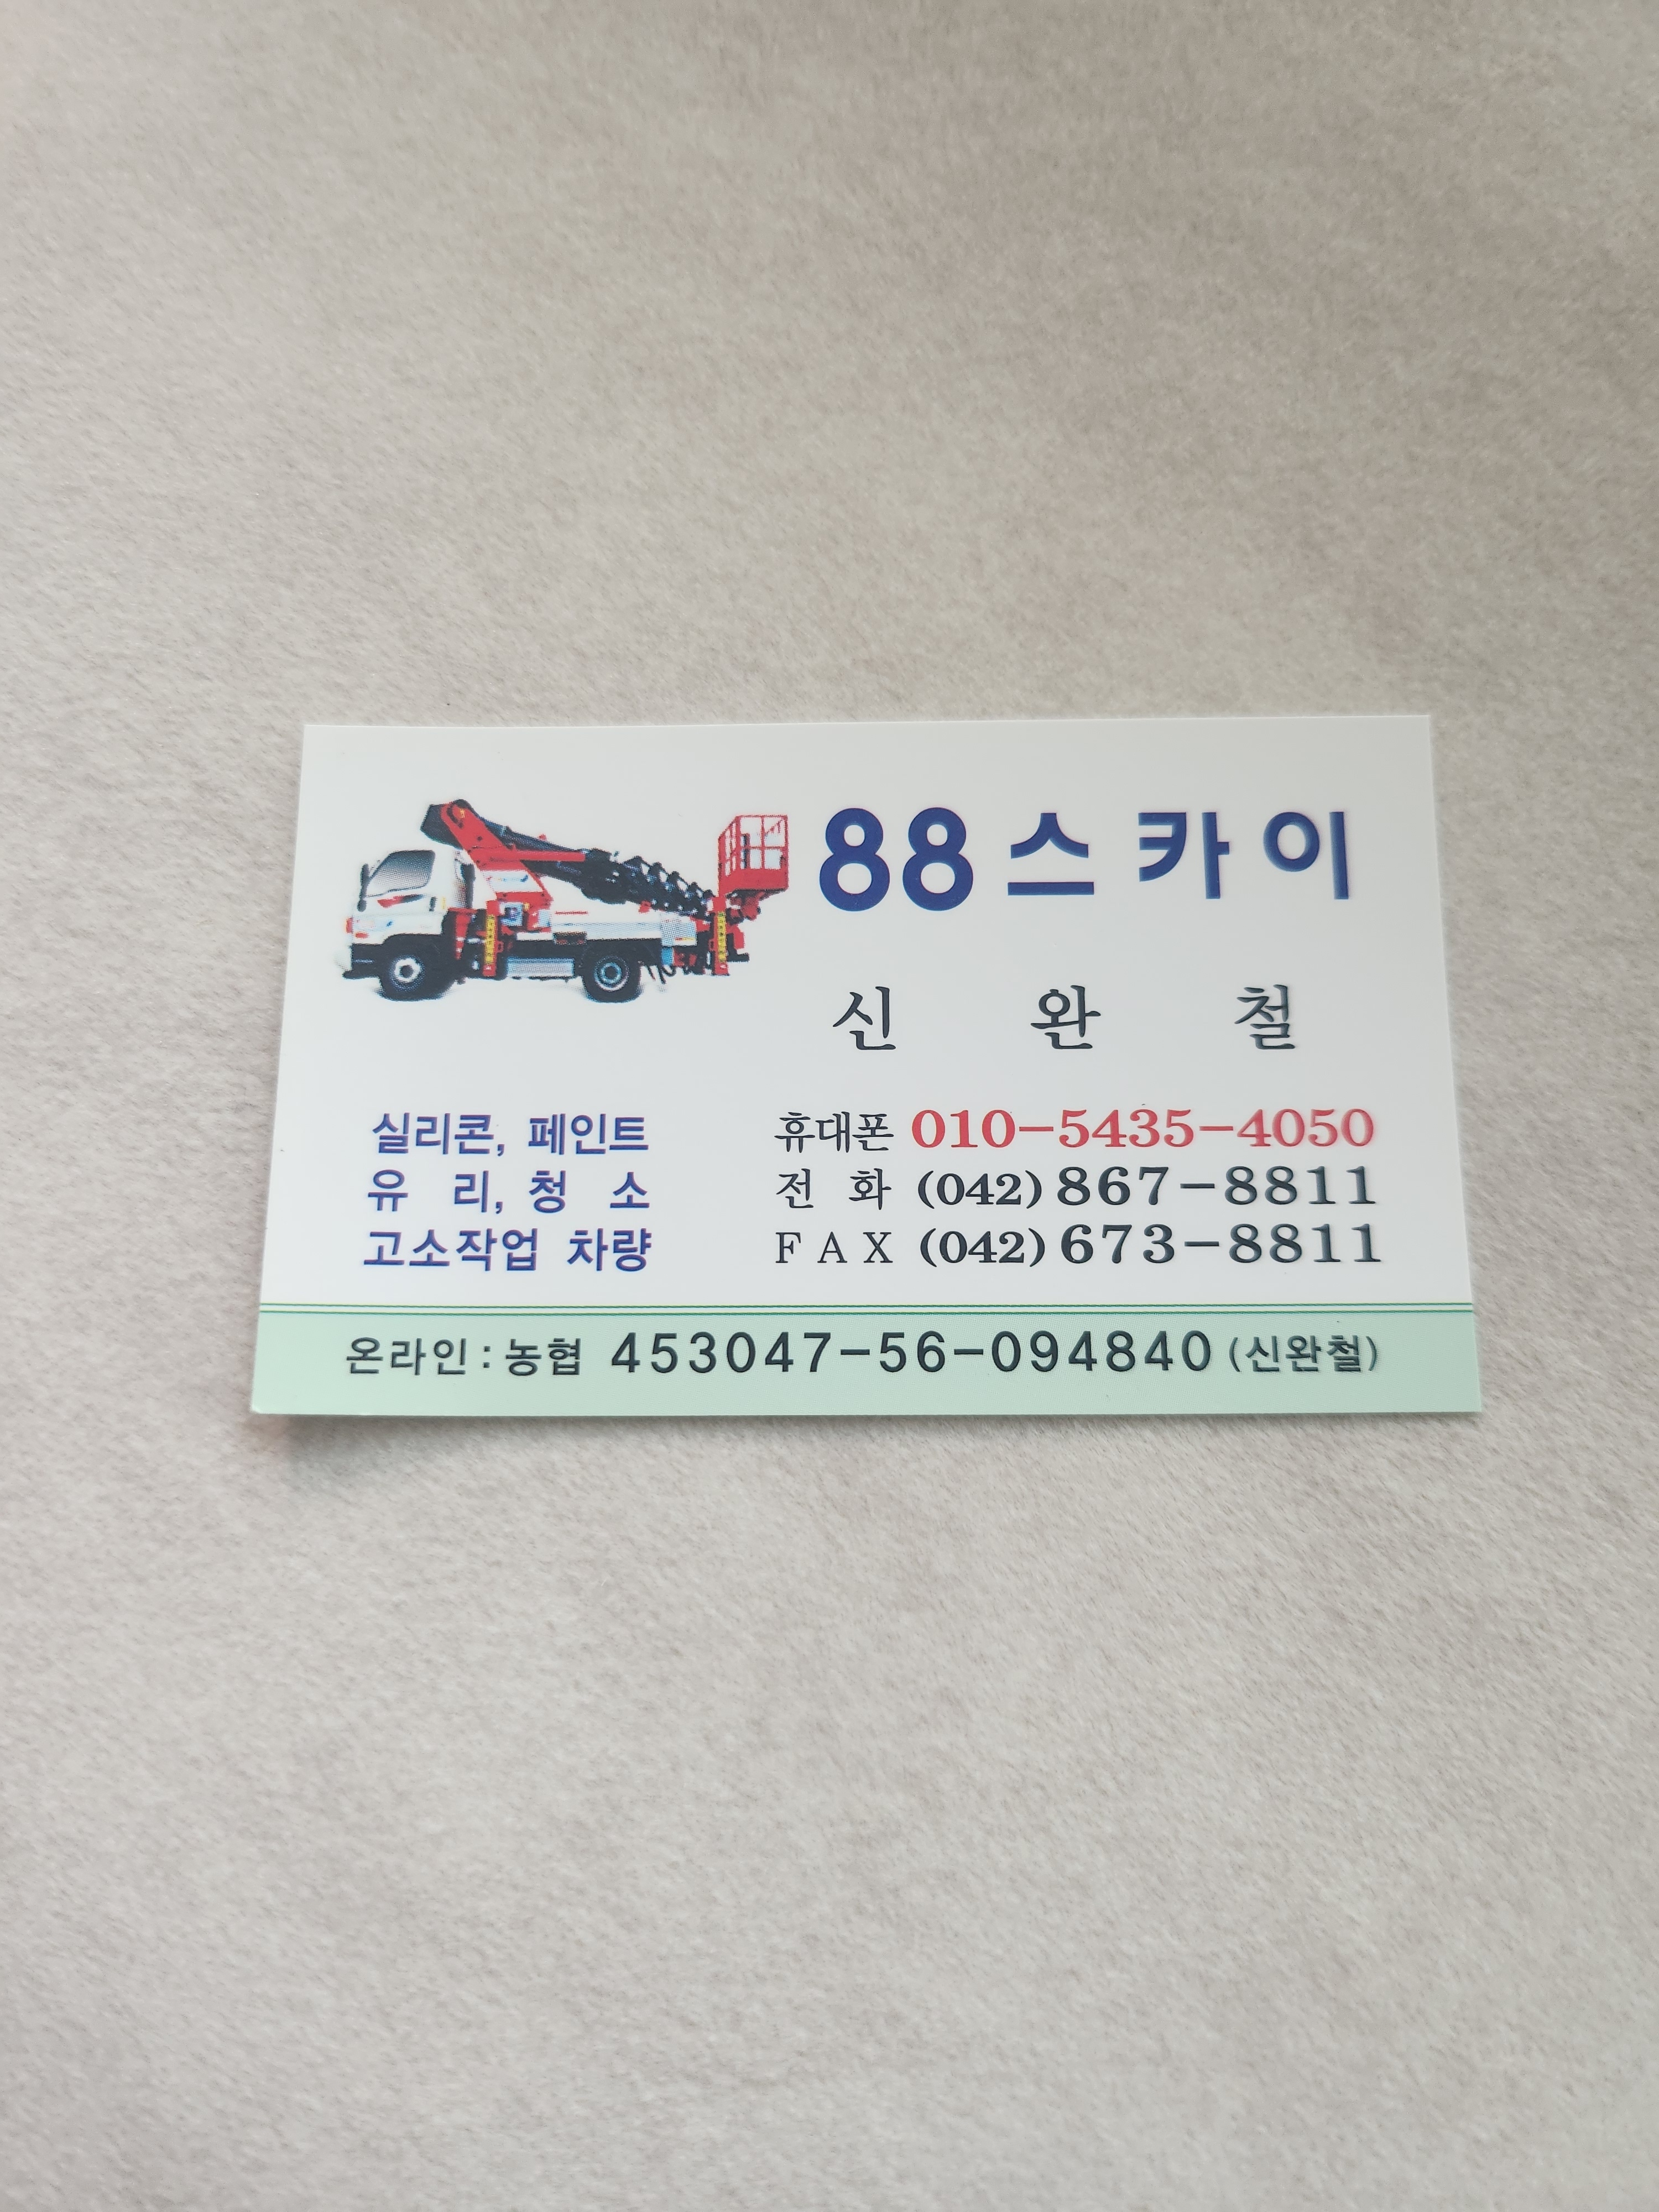 88스카이
신 완 철
실리콘, 페인트
유 리, 청 소
고소작업 차량
휴대폰 010-5435-4050
전 화 (042) 867-8811
F A X (042) 673-8811
온라인 : 농협 453047-56-094840 (신완철)